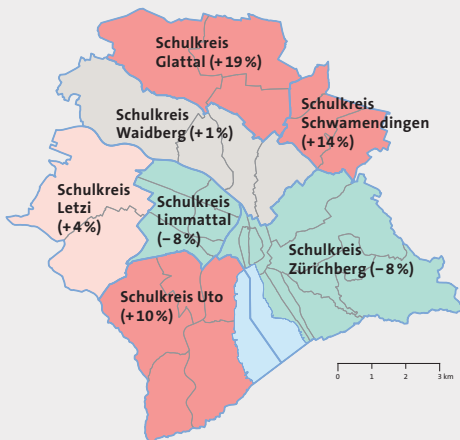 Schulkreis
Glattal (+19 %)
Schulkreis
Schwamendingen
(+14 %)
Schulkreis
Waidberg (+1 %)
Schulkreis
Letzi
(+4 %)
Schulkreis
Limmattal
(−8 %)
Schulkreis
Zürichberg (−8 %)
Schulkreis Uto
(+10 %)
0 1 2 3 km